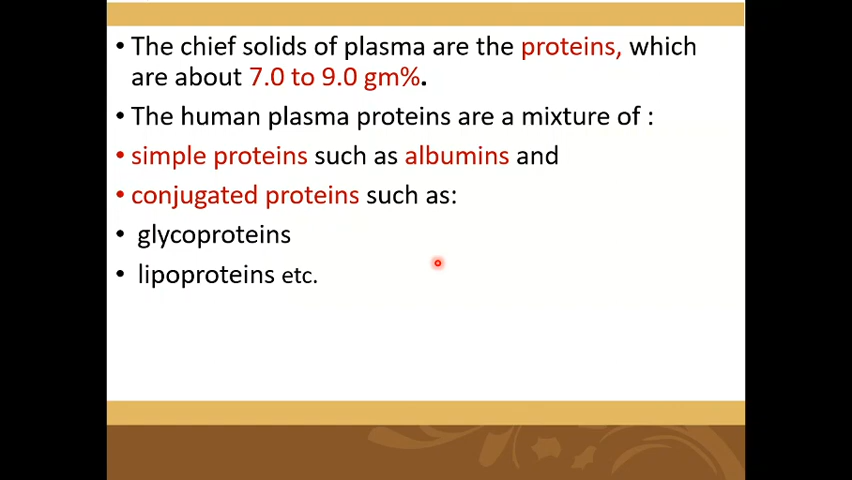 • The chief solids of plasma are the proteins, which
are about 7.0 to 9.0 gm%.
• The human plasma proteins are a mixture of :
• simple proteins such as albumins and
• conjugated proteins such as:
• glycoproteins
• lipoproteins etc.